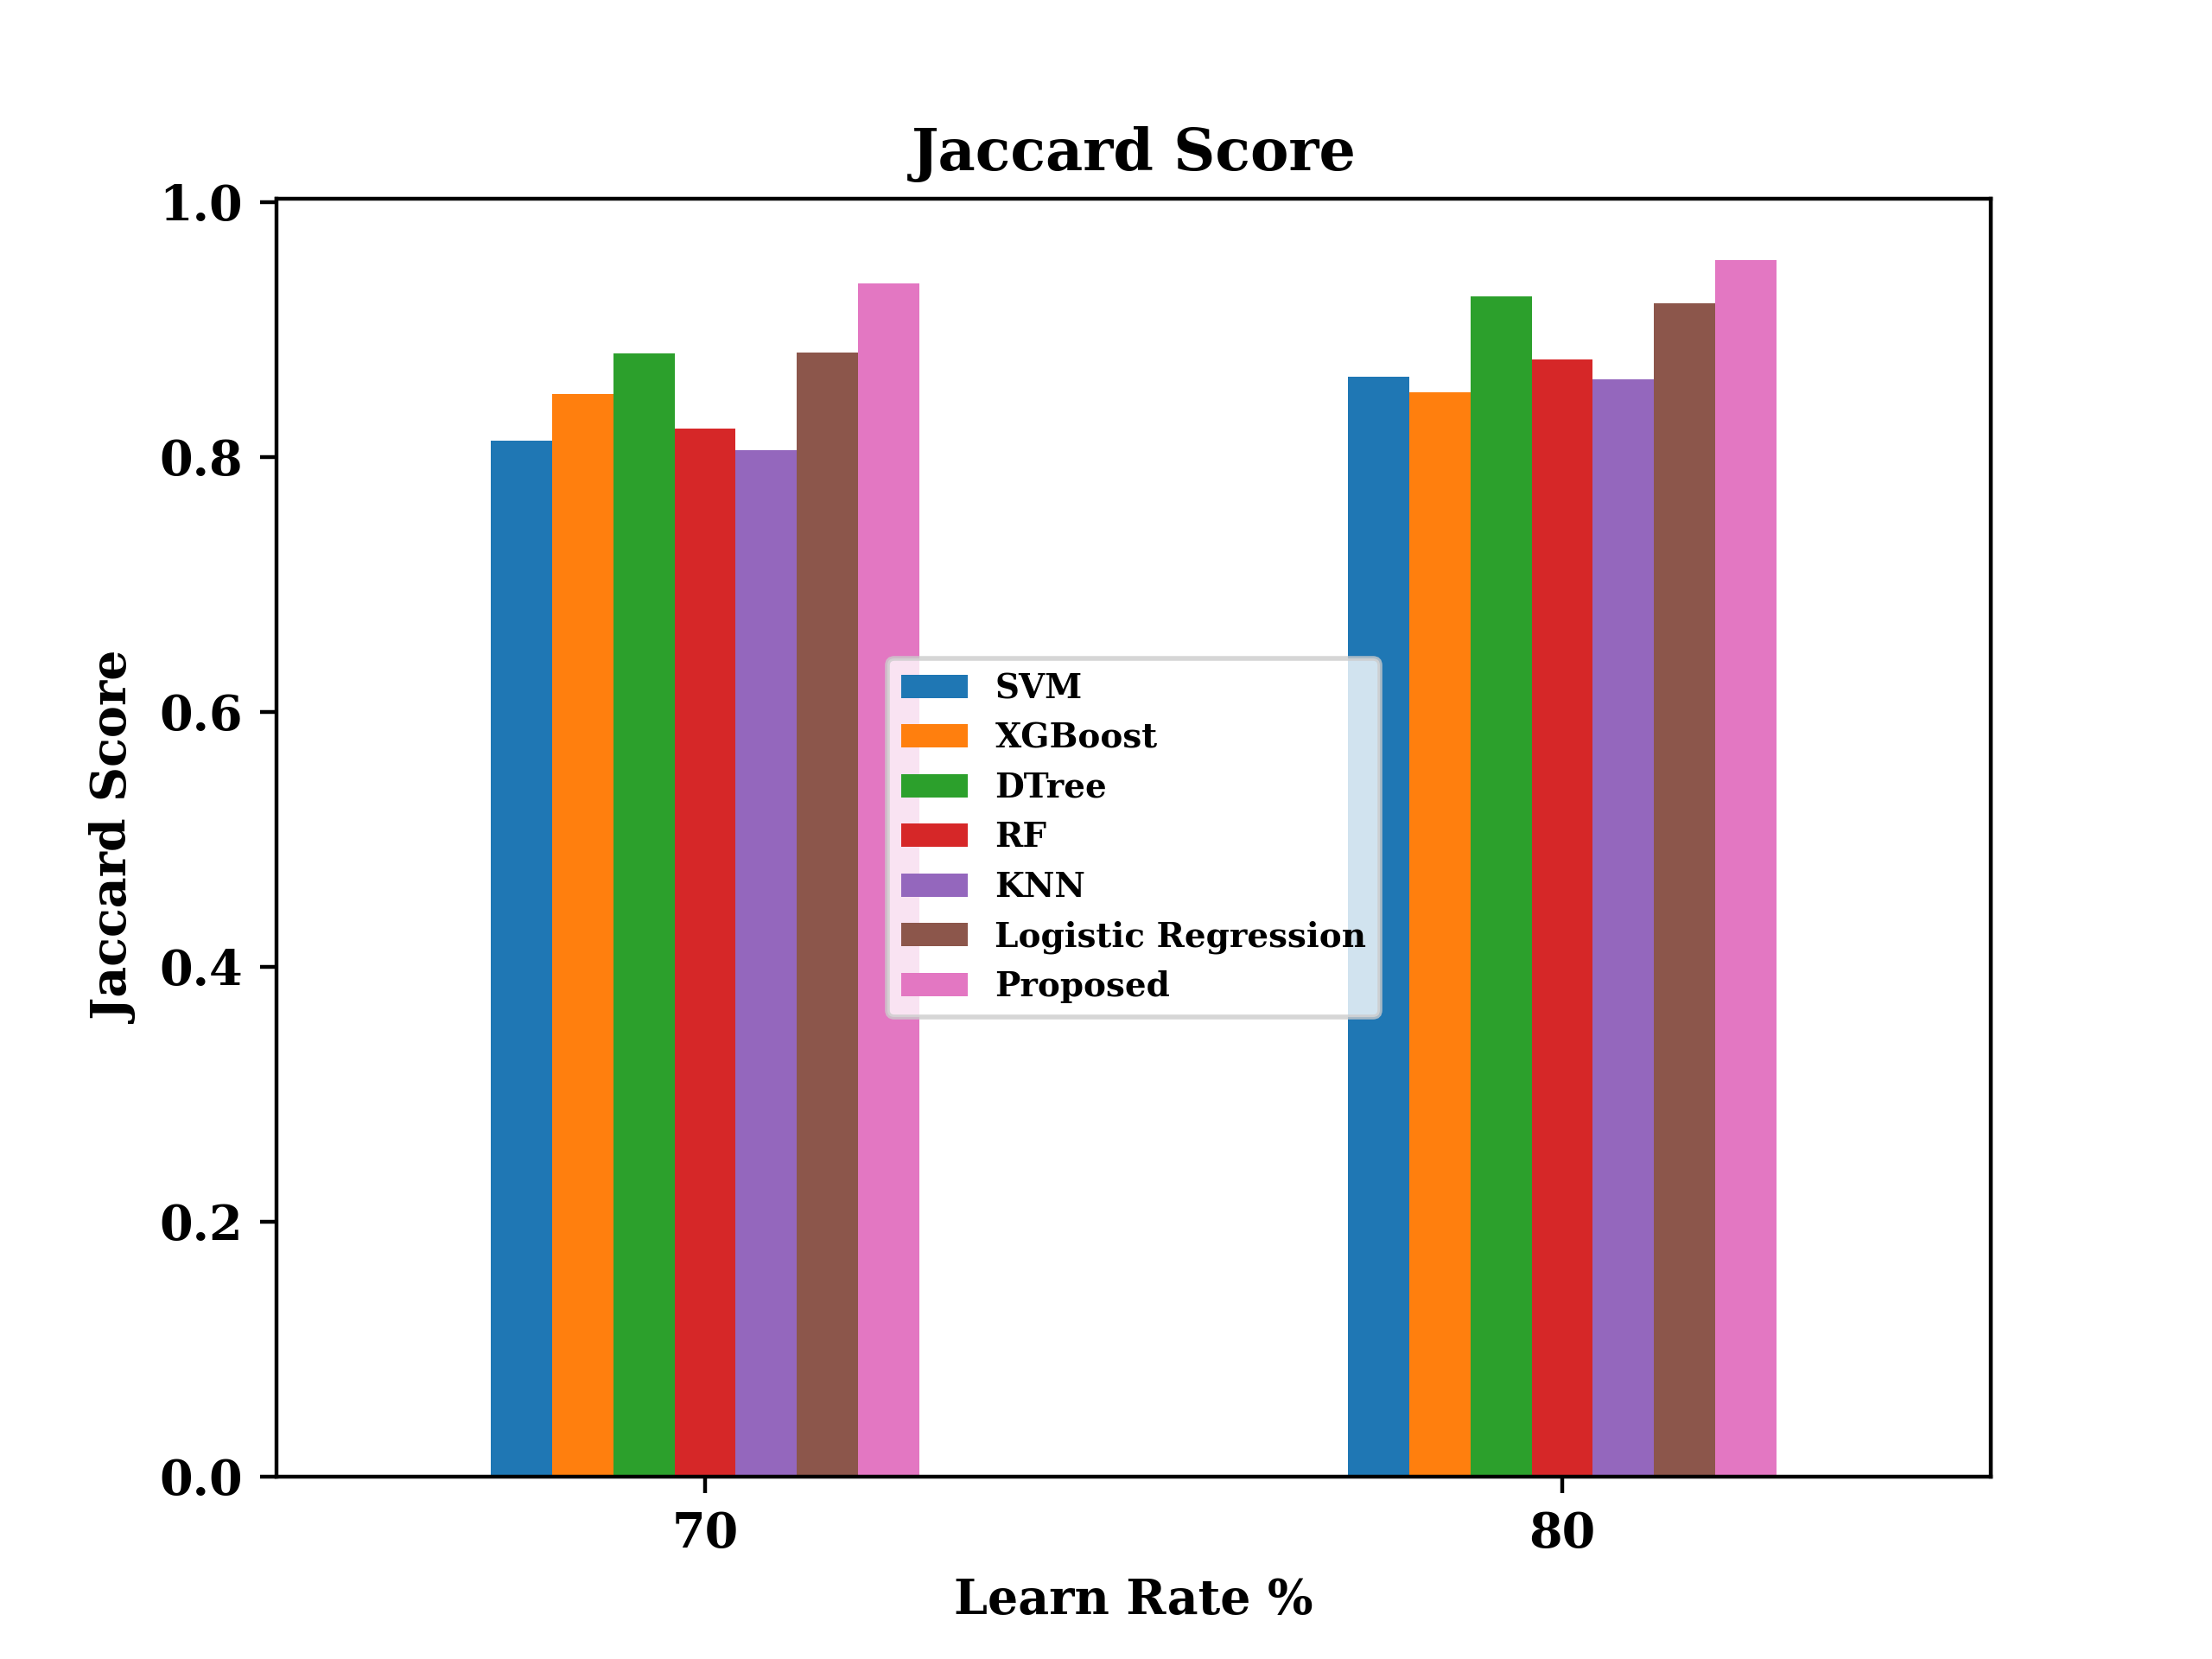 Jaccard Score
1.0
0.8
0.6
0.4
0.2
0.0
Jaccard Score
SVM
XGBoost
DTree
RF
KNN
Logistic Regression
Proposed
70
80
Learn Rate %